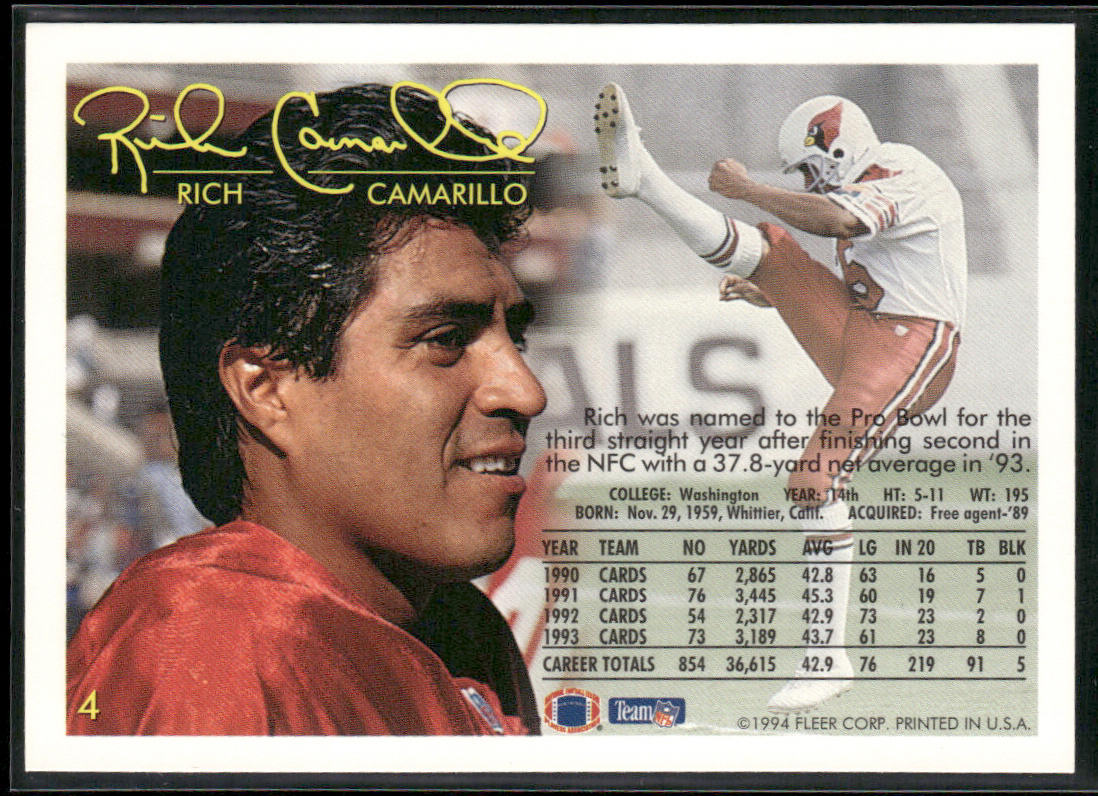 Rich Camarillo
RICH CAMARILLO
ALS
6
Rich was named to the Pro Bowl for the
third straight year after finishing second in
the NFC with a 37.8-yard net average in '93.
COLLEGE: Washington YEAR: 14th HT: 5-11 WT: 195
BORN: Nov. 29, 1959, Whittier, Calif. ACQUIRED: Free agent-'89
YEAR TEAM NO YARDS AVG LG IN 20 TB BLK
1990 CARDS 67 2,865 42.8 63 16 5 0
1991 CARDS 76 3,445 45.3 60 19 7 1
1992 CARDS 54 2,317 42.9 73 23 2 0
1993 CARDS 73 3,189 43.7 61 23 8 0
CAREER TOTALS 854 36,615 42.9 76 219 91 5
4
Team NFL
©1994 FLEER CORP. PRINTED IN U.S.A.